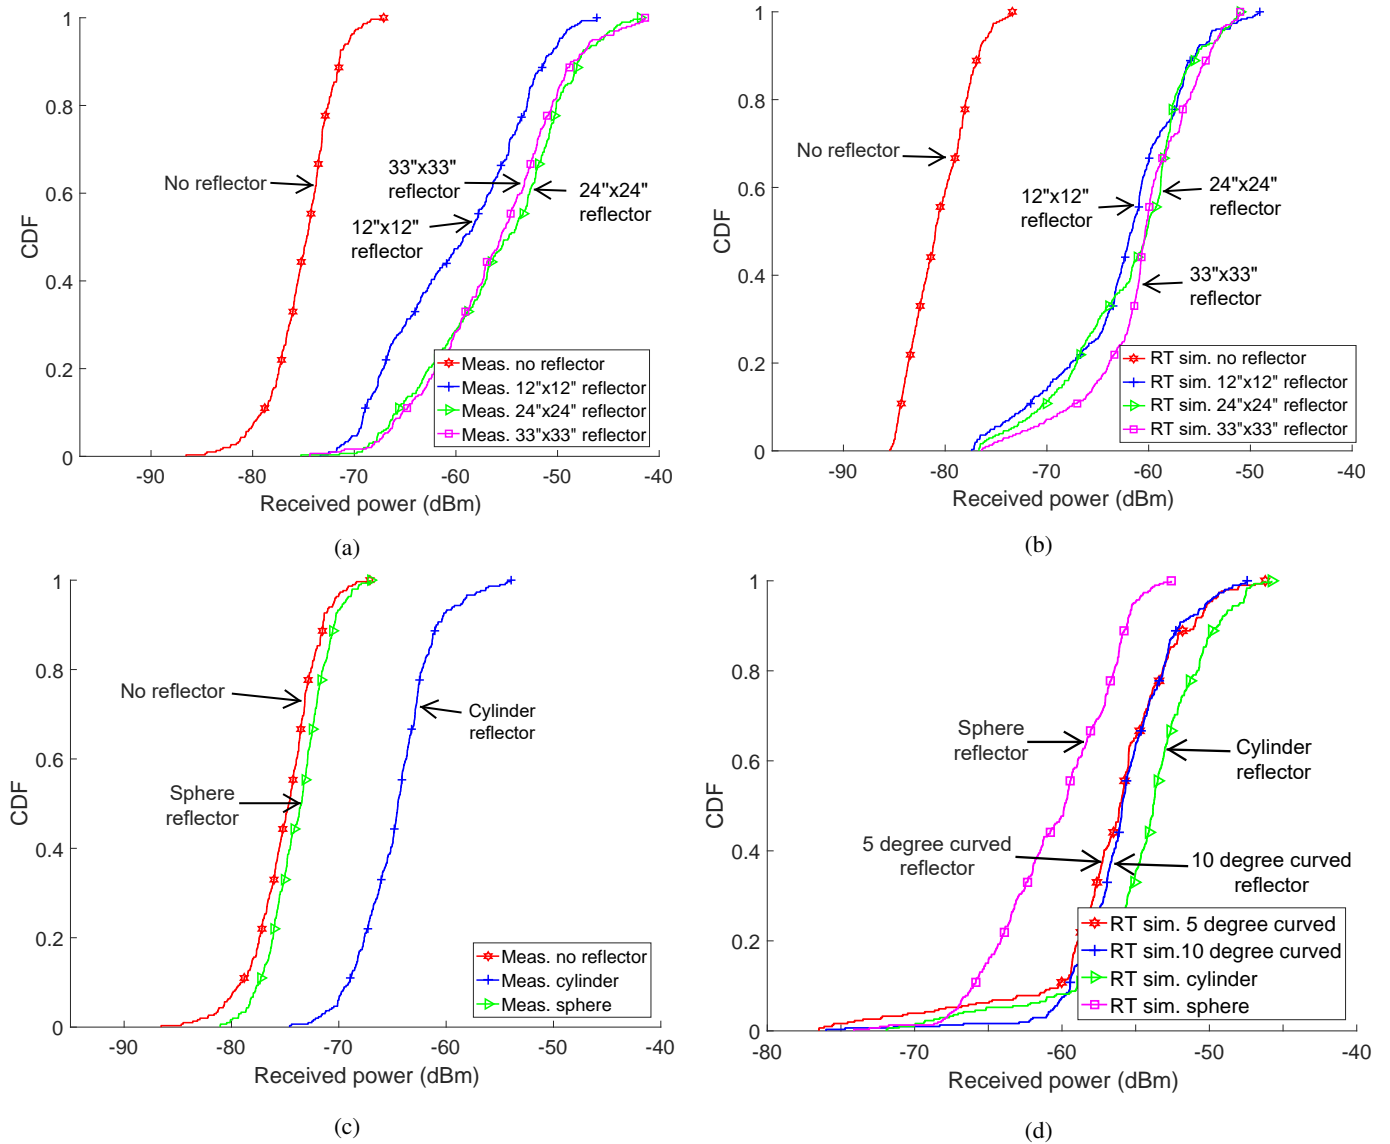 1
0.8
0.6
0.4
0.2
0
CDF
-90
-80
-70
-60
-50
-40
Received power (dBm)
No reflector
33"x33"
reflector
12"x12"
reflector
24"x24"
reflector
Meas. no reflector
Meas. 12"x12" reflector
Meas. 24"x24" reflector
Meas. 33"x33" reflector
(a)
1
0.8
0.6
0.4
0.2
0
CDF
-90
-80
-70
-60
-50
-40
Received power (dBm)
No reflector
12"x12"
reflector
24"x24"
reflector
33"x33"
reflector
RT sim. no reflector
RT sim. 12"x12" reflector
RT sim. 24"x24" reflector
RT sim. 33"x33" reflector
(b)
1
0.8
0.6
0.4
0.2
0
CDF
-90
-80
-70
-60
-50
-40
Received power (dBm)
No reflector
Sphere
reflector
Cylinder
reflector
Meas. no reflector
Meas. cylinder
Meas. sphere
(c)
1
0.8
0.6
0.4
0.2
0
CDF
-80
-70
-60
-50
-40
Received power (dBm)
Sphere
reflector
Cylinder
reflector
5 degree curved
reflector
10 degree curved
reflector
RT sim. 5 degree curved
RT sim.10 degree curved
RT sim. cylinder
RT sim. sphere
(d)